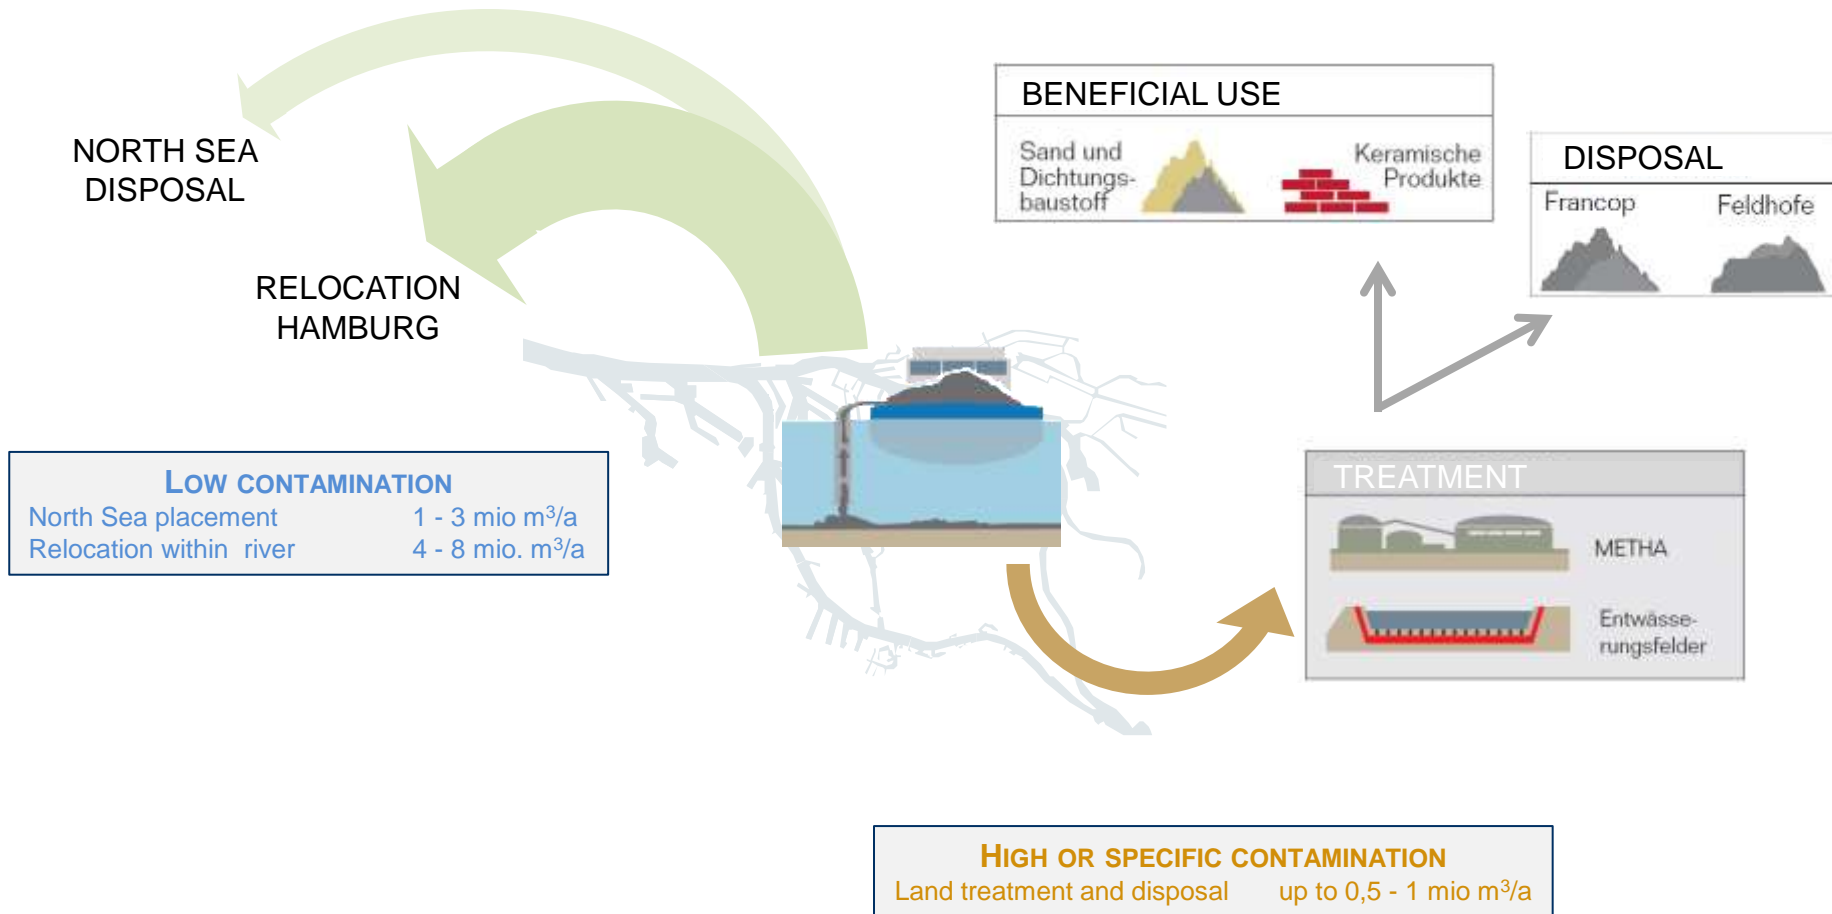 NORTH SEA
DISPOSAL
RELOCATION
HAMBURG
BENEFICIAL USE
Sand und
Dichtungs-
baustoff
Keramische
Produkte
DISPOSAL
Francop
Feldhofe
LOW CONTAMINATION
North Sea placement 1 - 3 mio m³/a
Relocation within river 4 - 8 mio. m³/a
TREATMENT
METHA
Entwässe-
rungsfelder
HIGH OR SPECIFIC CONTAMINATION
Land treatment and disposal up to 0,5 - 1 mio m³/a